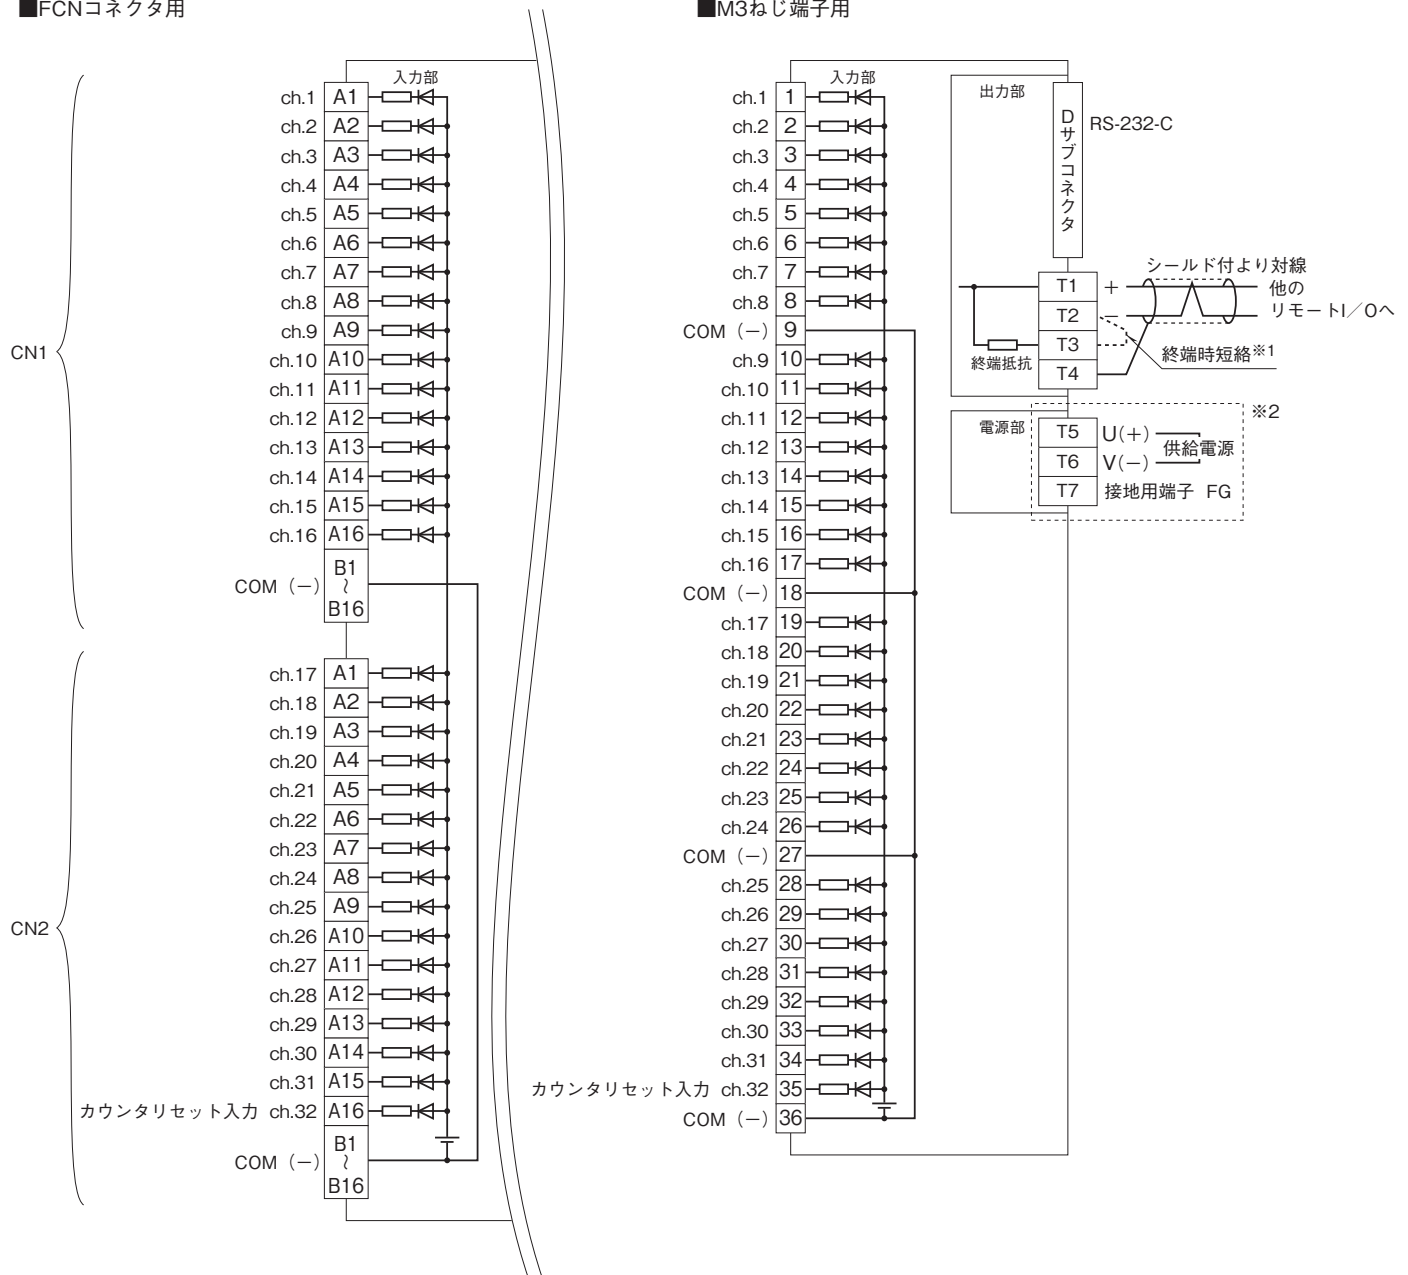 ■FCNコネクタ用
CN1
入力部
ch.1 A1
ch.2 A2
ch.3 A3
ch.4 A4
ch.5 A5
ch.6 A6
ch.7 A7
ch.8 A8
ch.9 A9
ch.10 A10
ch.11 A11
ch.12 A12
ch.13 A13
ch.14 A14
ch.15 A15
ch.16 A16
COM（−） B1～B16
CN2
ch.17 A1
ch.18 A2
ch.19 A3
ch.20 A4
ch.21 A5
ch.22 A6
ch.23 A7
ch.24 A8
ch.25 A9
ch.26 A10
ch.27 A11
ch.28 A12
ch.29 A13
ch.30 A14
ch.31 A15
カウンタリセット入力 ch.32 A16
COM（−） B1～B16
■M3ねじ端子用
入力部
ch.1 1
ch.2 2
ch.3 3
ch.4 4
ch.5 5
ch.6 6
ch.7 7
ch.8 8
COM（−） 9
ch.9 10
ch.10 11
ch.11 12
ch.12 13
ch.13 14
ch.14 15
ch.15 16
ch.16 17
COM（−） 18
ch.17 19
ch.18 20
ch.19 21
ch.20 22
ch.21 23
ch.22 24
ch.23 25
ch.24 26
COM（−） 27
ch.25 28
ch.26 29
ch.27 30
ch.28 31
ch.29 32
ch.30 33
ch.31 34
カウンタリセット入力 ch.32 35
COM（−） 36
出力部
Dサブコネクタ
RS-232-C
シールド付より対線
T1 ＋
他の
T2 −
リモートI／Oへ
T3
終端時短絡※1
終端抵抗
T4
※2
電源部
T5 U(＋)
供給電源
T6 V(−)
T7 接地用端子 FG